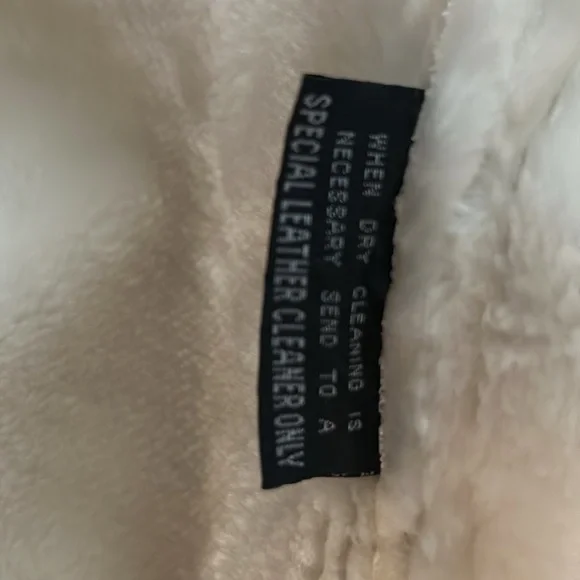 WHEN DRY CLEANING IS
NECESSARY SEND TO A
SPECIAL LEATHER CLEANER ONLY